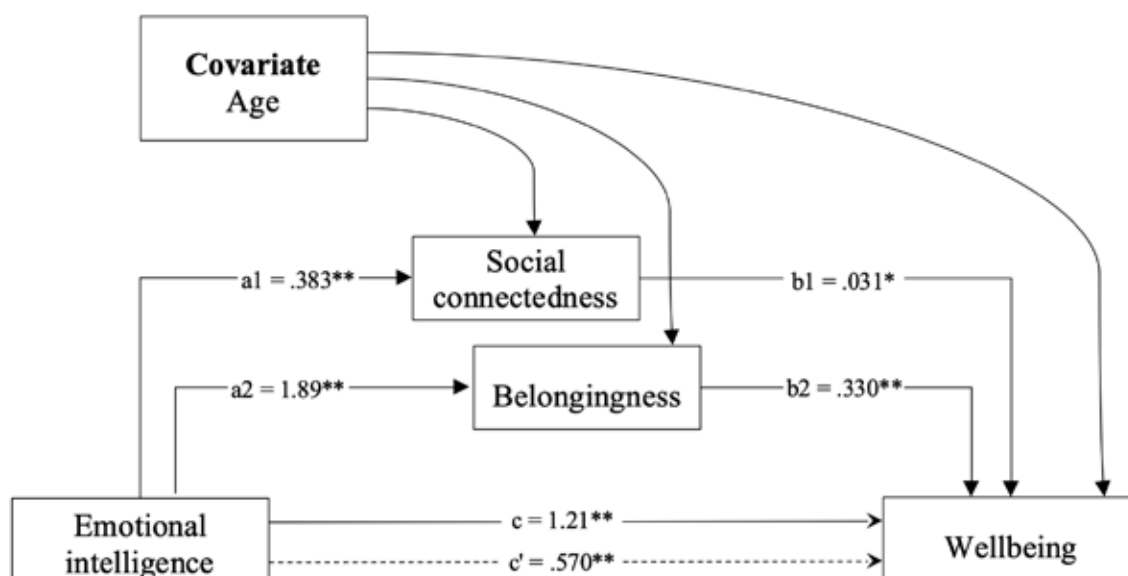 Covariate
Age
Social
connectedness
a1 = .383**
b1 = .031*
Belongingness
a2 = 1.89**
b2 = .330**
Emotional
intelligence
c = 1.21**
c' = .570**
Wellbeing